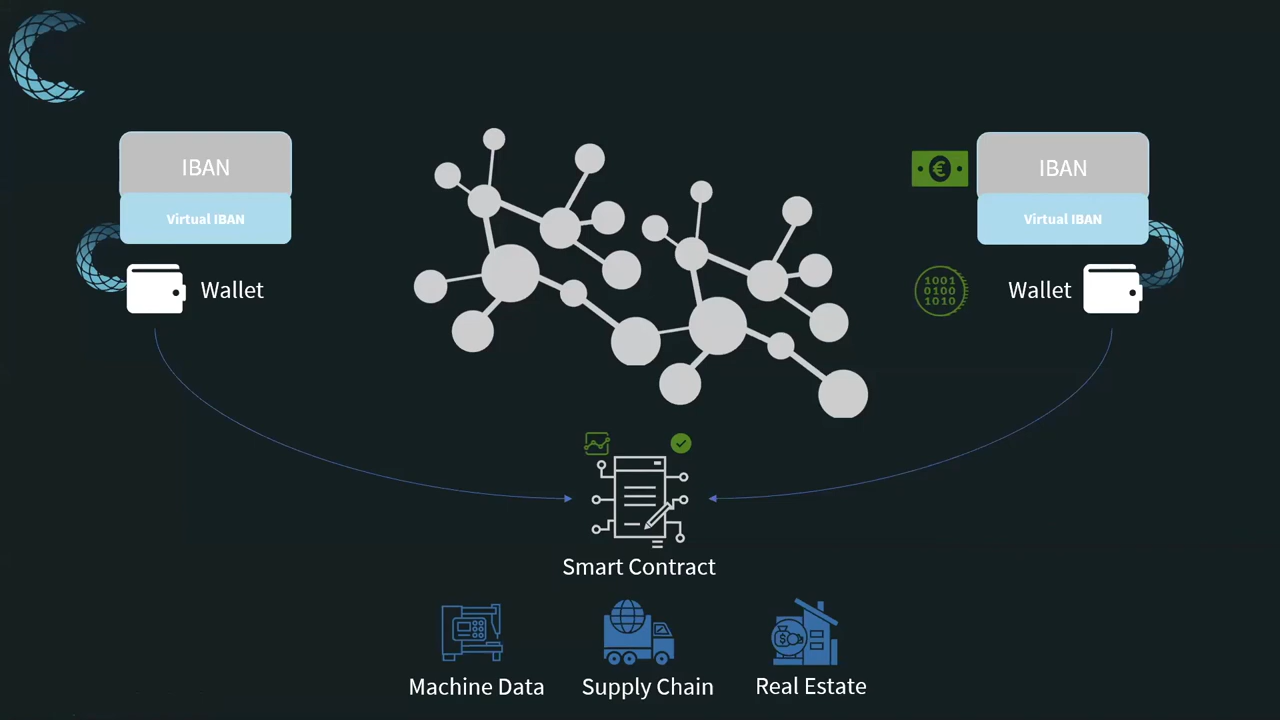 IBAN
Virtual IBAN
Wallet
IBAN
Virtual IBAN
Wallet
€
1001
0100
1010
Smart Contract
$
Machine Data
Supply Chain
Real Estate